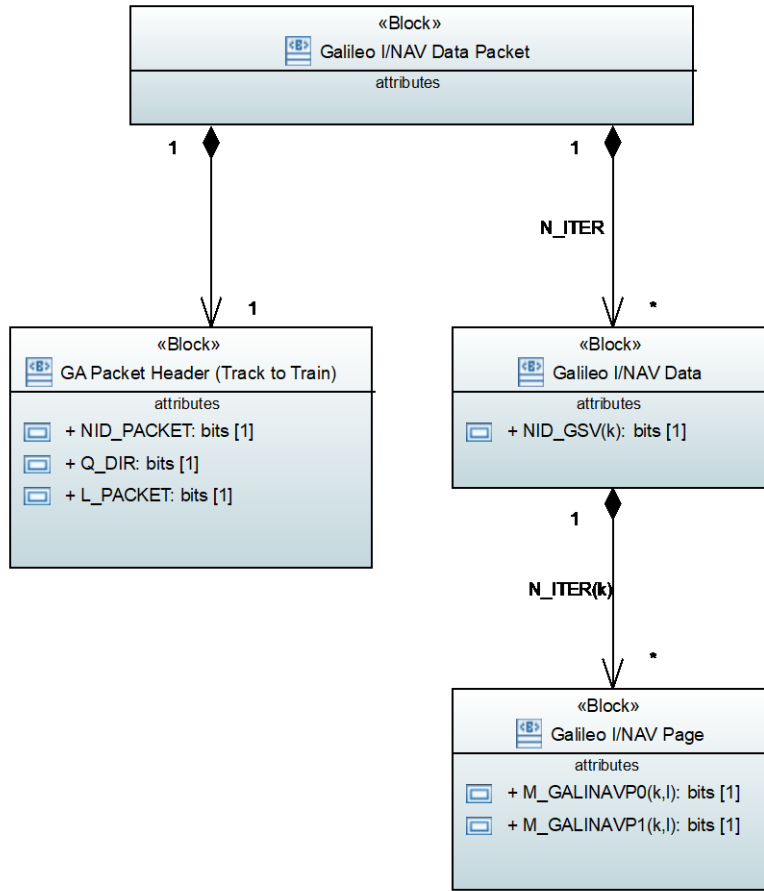 «Block»
Galileo I/NAV Data Packet
attributes
1
1
N_ITER
1
*
«Block»
GA Packet Header (Track to Train)
attributes
+ NID_PACKET: bits [1]
+ Q_DIR: bits [1]
+ L_PACKET: bits [1]
«Block»
Galileo I/NAV Data
attributes
+ NID_GSV(k): bits [1]
1
N_ITER(k)
*
«Block»
Galileo I/NAV Page
attributes
+ M_GALINAVP0(k,l): bits [1]
+ M_GALINAVP1(k,l): bits [1]